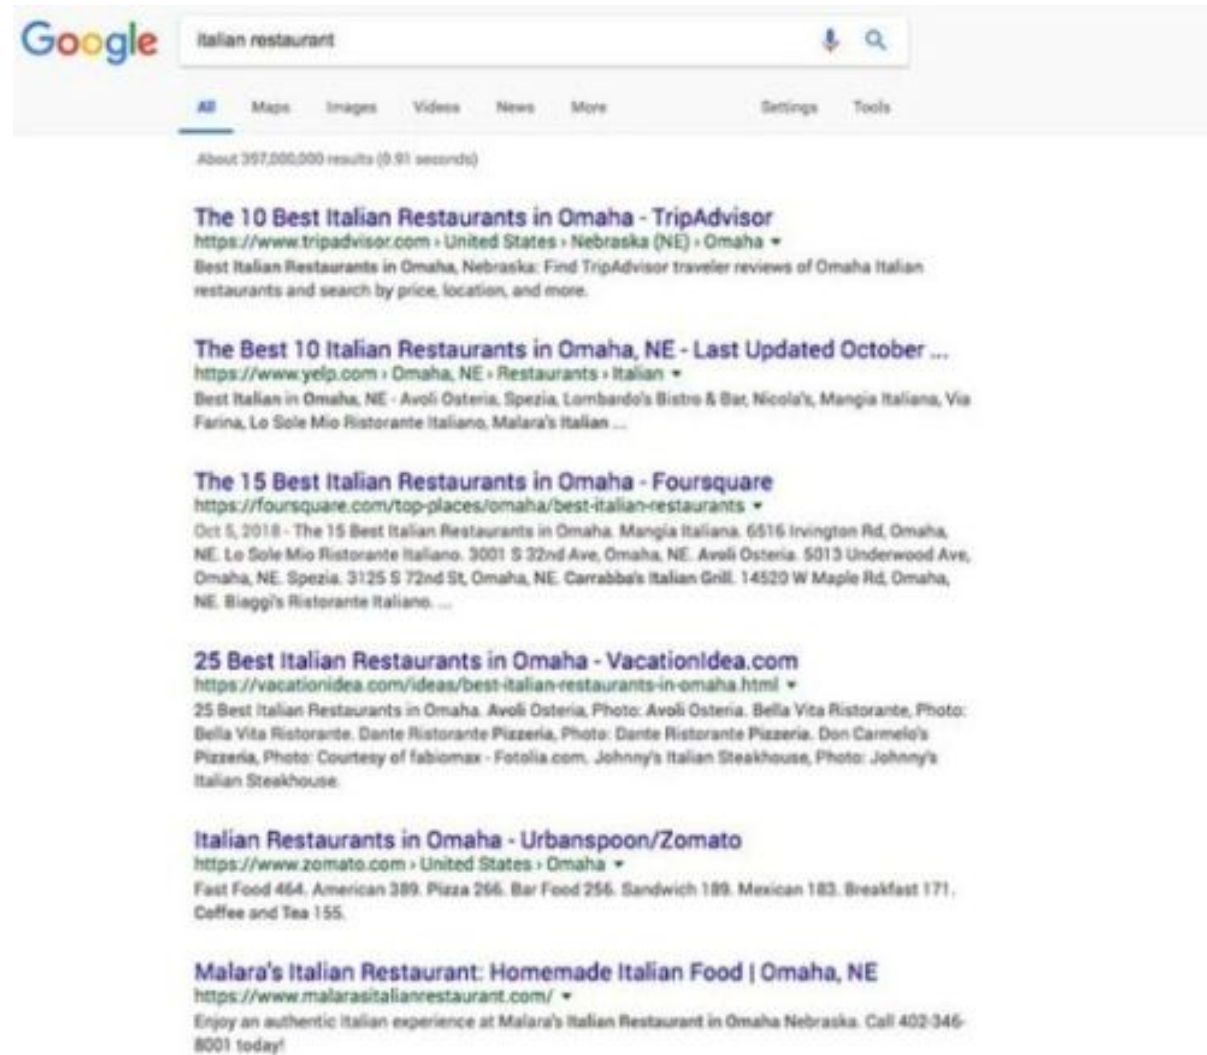 Google
italian restaurant
All Maps Images Videos News More Settings Tools
About 357,000,000 results (0.91 seconds)
The 10 Best Italian Restaurants in Omaha - TripAdvisor
https://www.tripadvisor.com › United States › Nebraska (NE) › Omaha
Best Italian Restaurants in Omaha, Nebraska: Find TripAdvisor traveler reviews of Omaha Italian
restaurants and search by price, location, and more.
The Best 10 Italian Restaurants in Omaha, NE - Last Updated October ...
https://www.yelp.com › Omaha, NE › Restaurants › Italian
Best Italian in Omaha, NE - Avoli Osteria, Spezia, Lombardo's Bistro & Bar, Nicola's, Mangia Italiana, Via
Farina, Lo Sole Mio Ristorante Italiano, Malara's Italian ...
The 15 Best Italian Restaurants in Omaha - Foursquare
https://foursquare.com/top-places/omaha/best-italian-restaurants
Oct 5, 2018 - The 15 Best Italian Restaurants in Omaha. Mangia Italiana. 6516 Irvington Rd, Omaha,
NE. Lo Sole Mio Ristorante Italiano. 3001 S 32nd Ave, Omaha, NE. Avoli Osteria. 5013 Underwood Ave,
Omaha, NE. Spezia. 3125 S 72nd St, Omaha, NE. Carrabba's Italian Grill. 14520 W Maple Rd, Omaha,
NE. Biaggi's Ristorante Italiano. ...
25 Best Italian Restaurants in Omaha - VacationIdea.com
https://vacationidea.com/ideas/best-italian-restaurants-in-omaha.html
25 Best Italian Restaurants in Omaha. Avoli Osteria, Photo: Avoli Osteria. Bella Vita Ristorante, Photo:
Bella Vita Ristorante. Dante Ristorante Pizzeria, Photo: Dante Ristorante Pizzeria. Don Carmelo's
Pizzeria, Photo: Courtesy of fabiomax - Fotolia.com. Johnny's Italian Steakhouse, Photo: Johnny's
Italian Steakhouse.
Italian Restaurants in Omaha - Urbanspoon/Zomato
https://www.zomato.com › United States › Omaha
Fast Food 464. American 389. Pizza 266. Bar Food 256. Sandwich 189. Mexican 183. Breakfast 171.
Coffee and Tea 155.
Malara's Italian Restaurant: Homemade Italian Food | Omaha, NE
https://www.malarasitalianrestaurant.com/
Enjoy an authentic Italian experience at Malara's Italian Restaurant in Omaha Nebraska. Call 402-346-
8001 today!